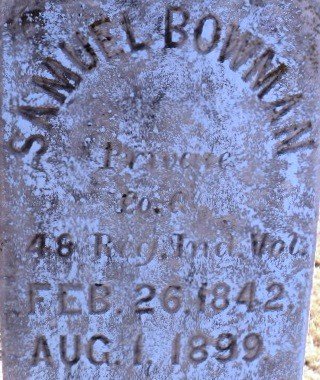 SAMUEL BOWMAN
Private
Co. C,
48 Reg. Ind. Vol.
FEB. 26, 1842.
AUG. 1, 1899